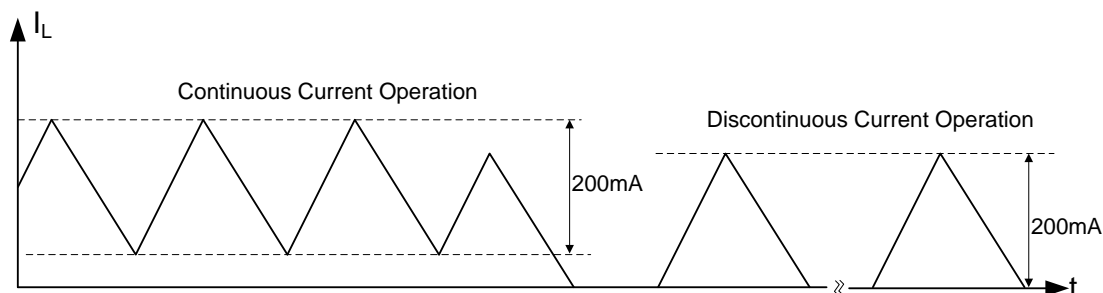 I_L
Continuous Current Operation
Discontinuous Current Operation
200mA
200mA
t